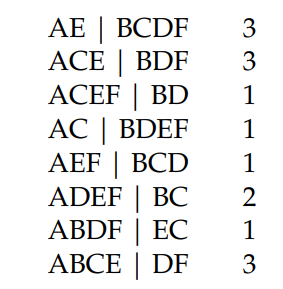 AE | BCDF 3
ACE | BDF 3
ACEF | BD 1
AC | BDEF 1
AEF | BCD 1
ADEF | BC 2
ABDF | EC 1
ABCE | DF 3